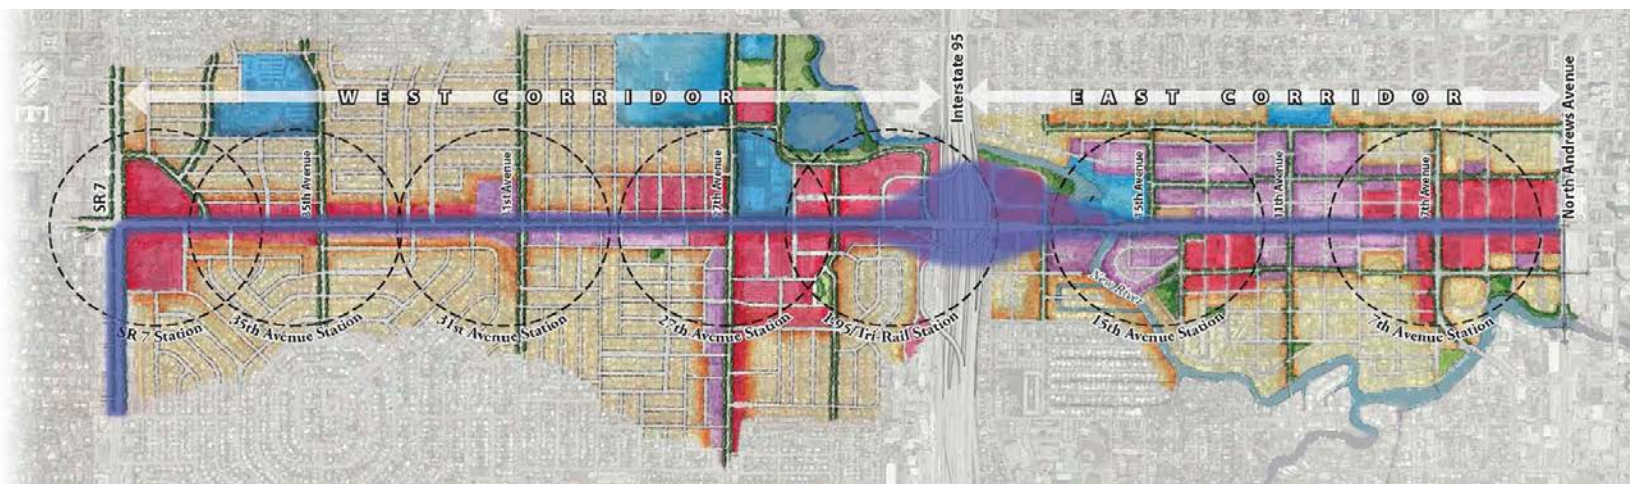 WEST CORRIDOR
EAST CORRIDOR
Interstate 95
North Andrews Avenue
SR 7
35th Avenue
31st Avenue
27th Avenue
15th Avenue
11th Avenue
7th Avenue
New River
SR 7 Station
35th Avenue Station
31st Avenue Station
27th Avenue Station
I-95/Tri-Rail Station
15th Avenue Station
7th Avenue Station